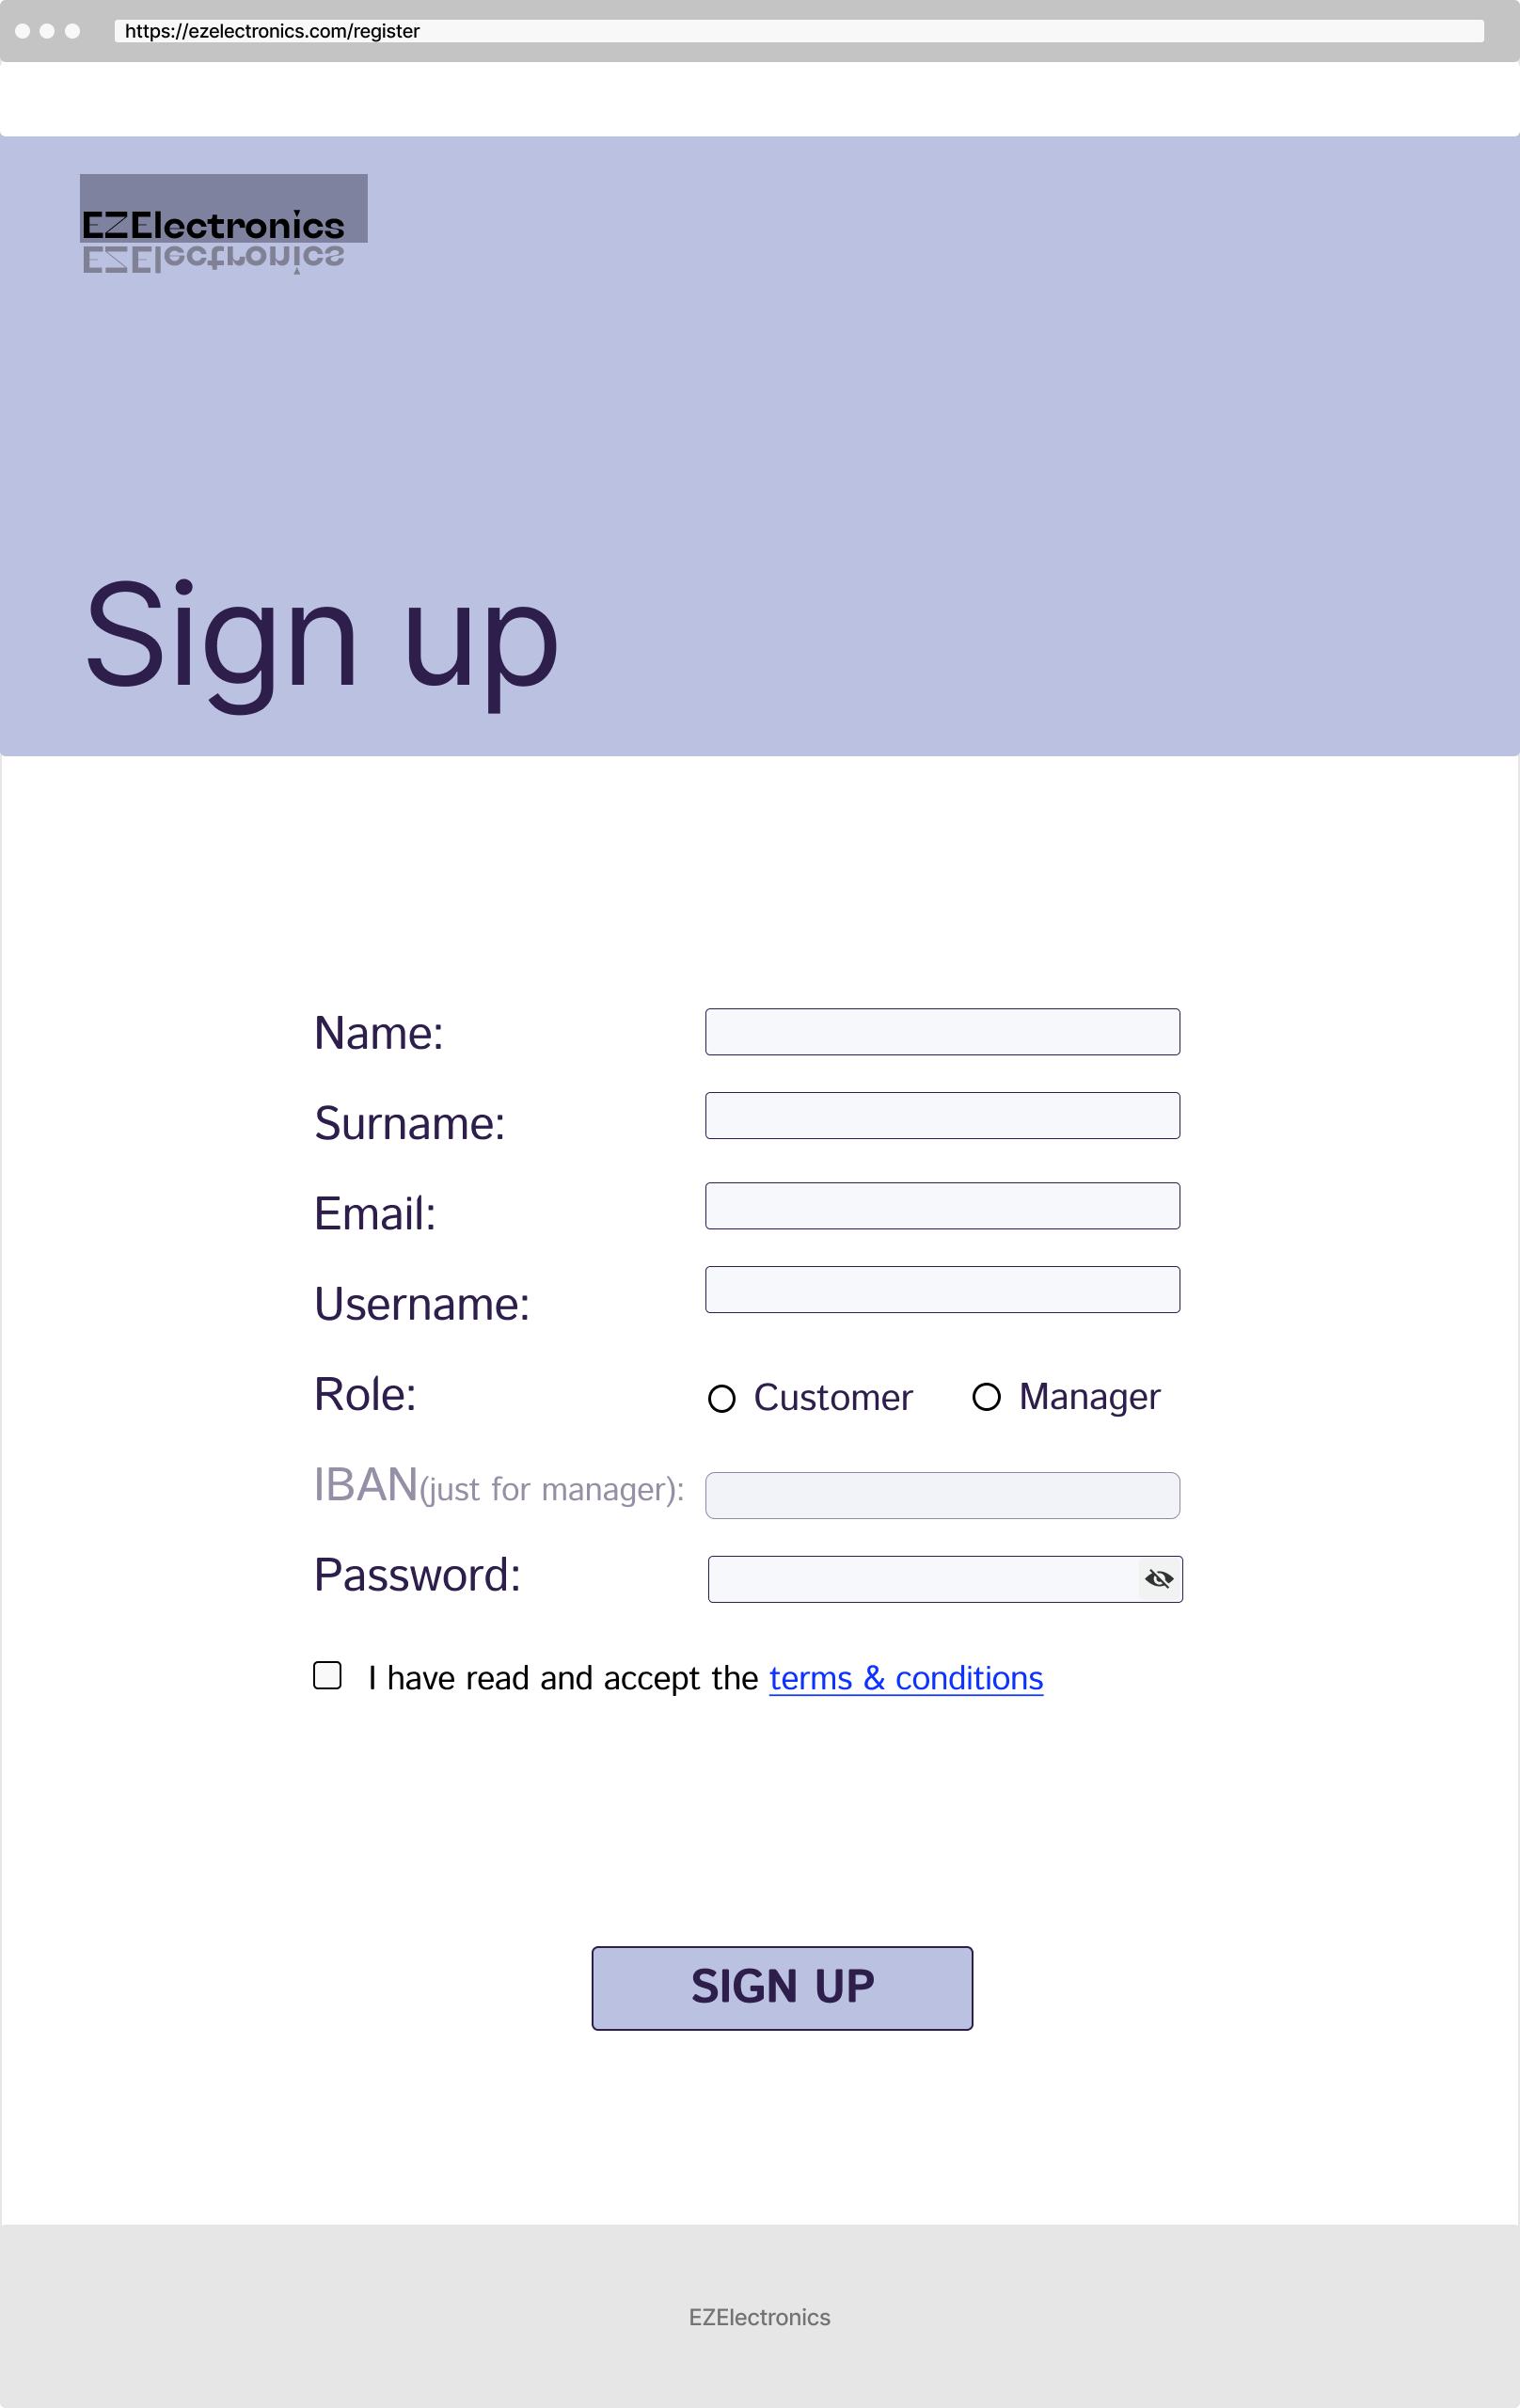 https://ezelectronics.com/register
EZElectronics
EZElectronics
Sign up
Name:
Surname:
Email:
Username:
Role: Customer Manager
IBAN(just for manager):
Password:
I have read and accept the terms & conditions
SIGN UP
EZElectronics